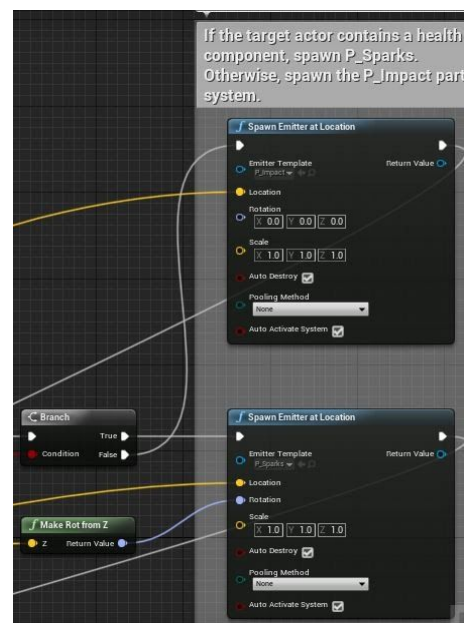 If the target actor contains a health
component, spawn P_Sparks.
Otherwise, spawn the P_Impact part
system.
f Spawn Emitter at Location
Emitter Template
P_Impact
Return Value
Location
Rotation
X 0.0 Y 0.0 Z 0.0
Scale
X 1.0 Y 1.0 Z 1.0
Auto Destroy
Pooling Method
None
Auto Activate System
Branch
True
Condition False
f Make Rot from Z
Z Return Value
f Spawn Emitter at Location
Emitter Template
P_Sparks
Return Value
Location
Rotation
Scale
X 1.0 Y 1.0 Z 1.0
Auto Destroy
Pooling Method
None
Auto Activate System